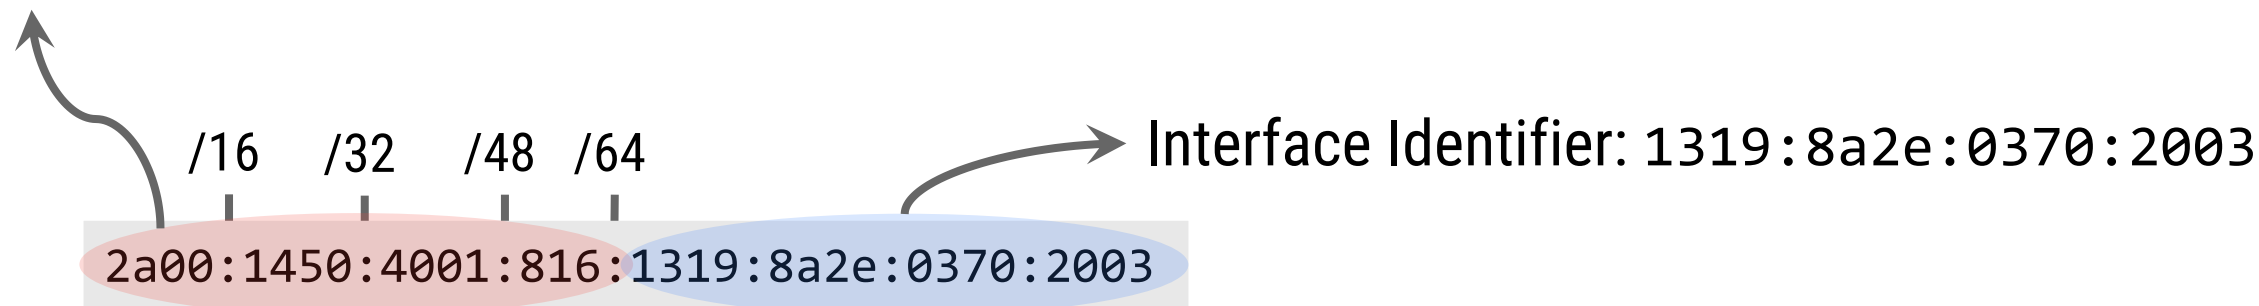 /16 /32 /48 /64
Interface Identifier: 1319:8a2e:0370:2003
2a00:1450:4001:816:1319:8a2e:0370:2003